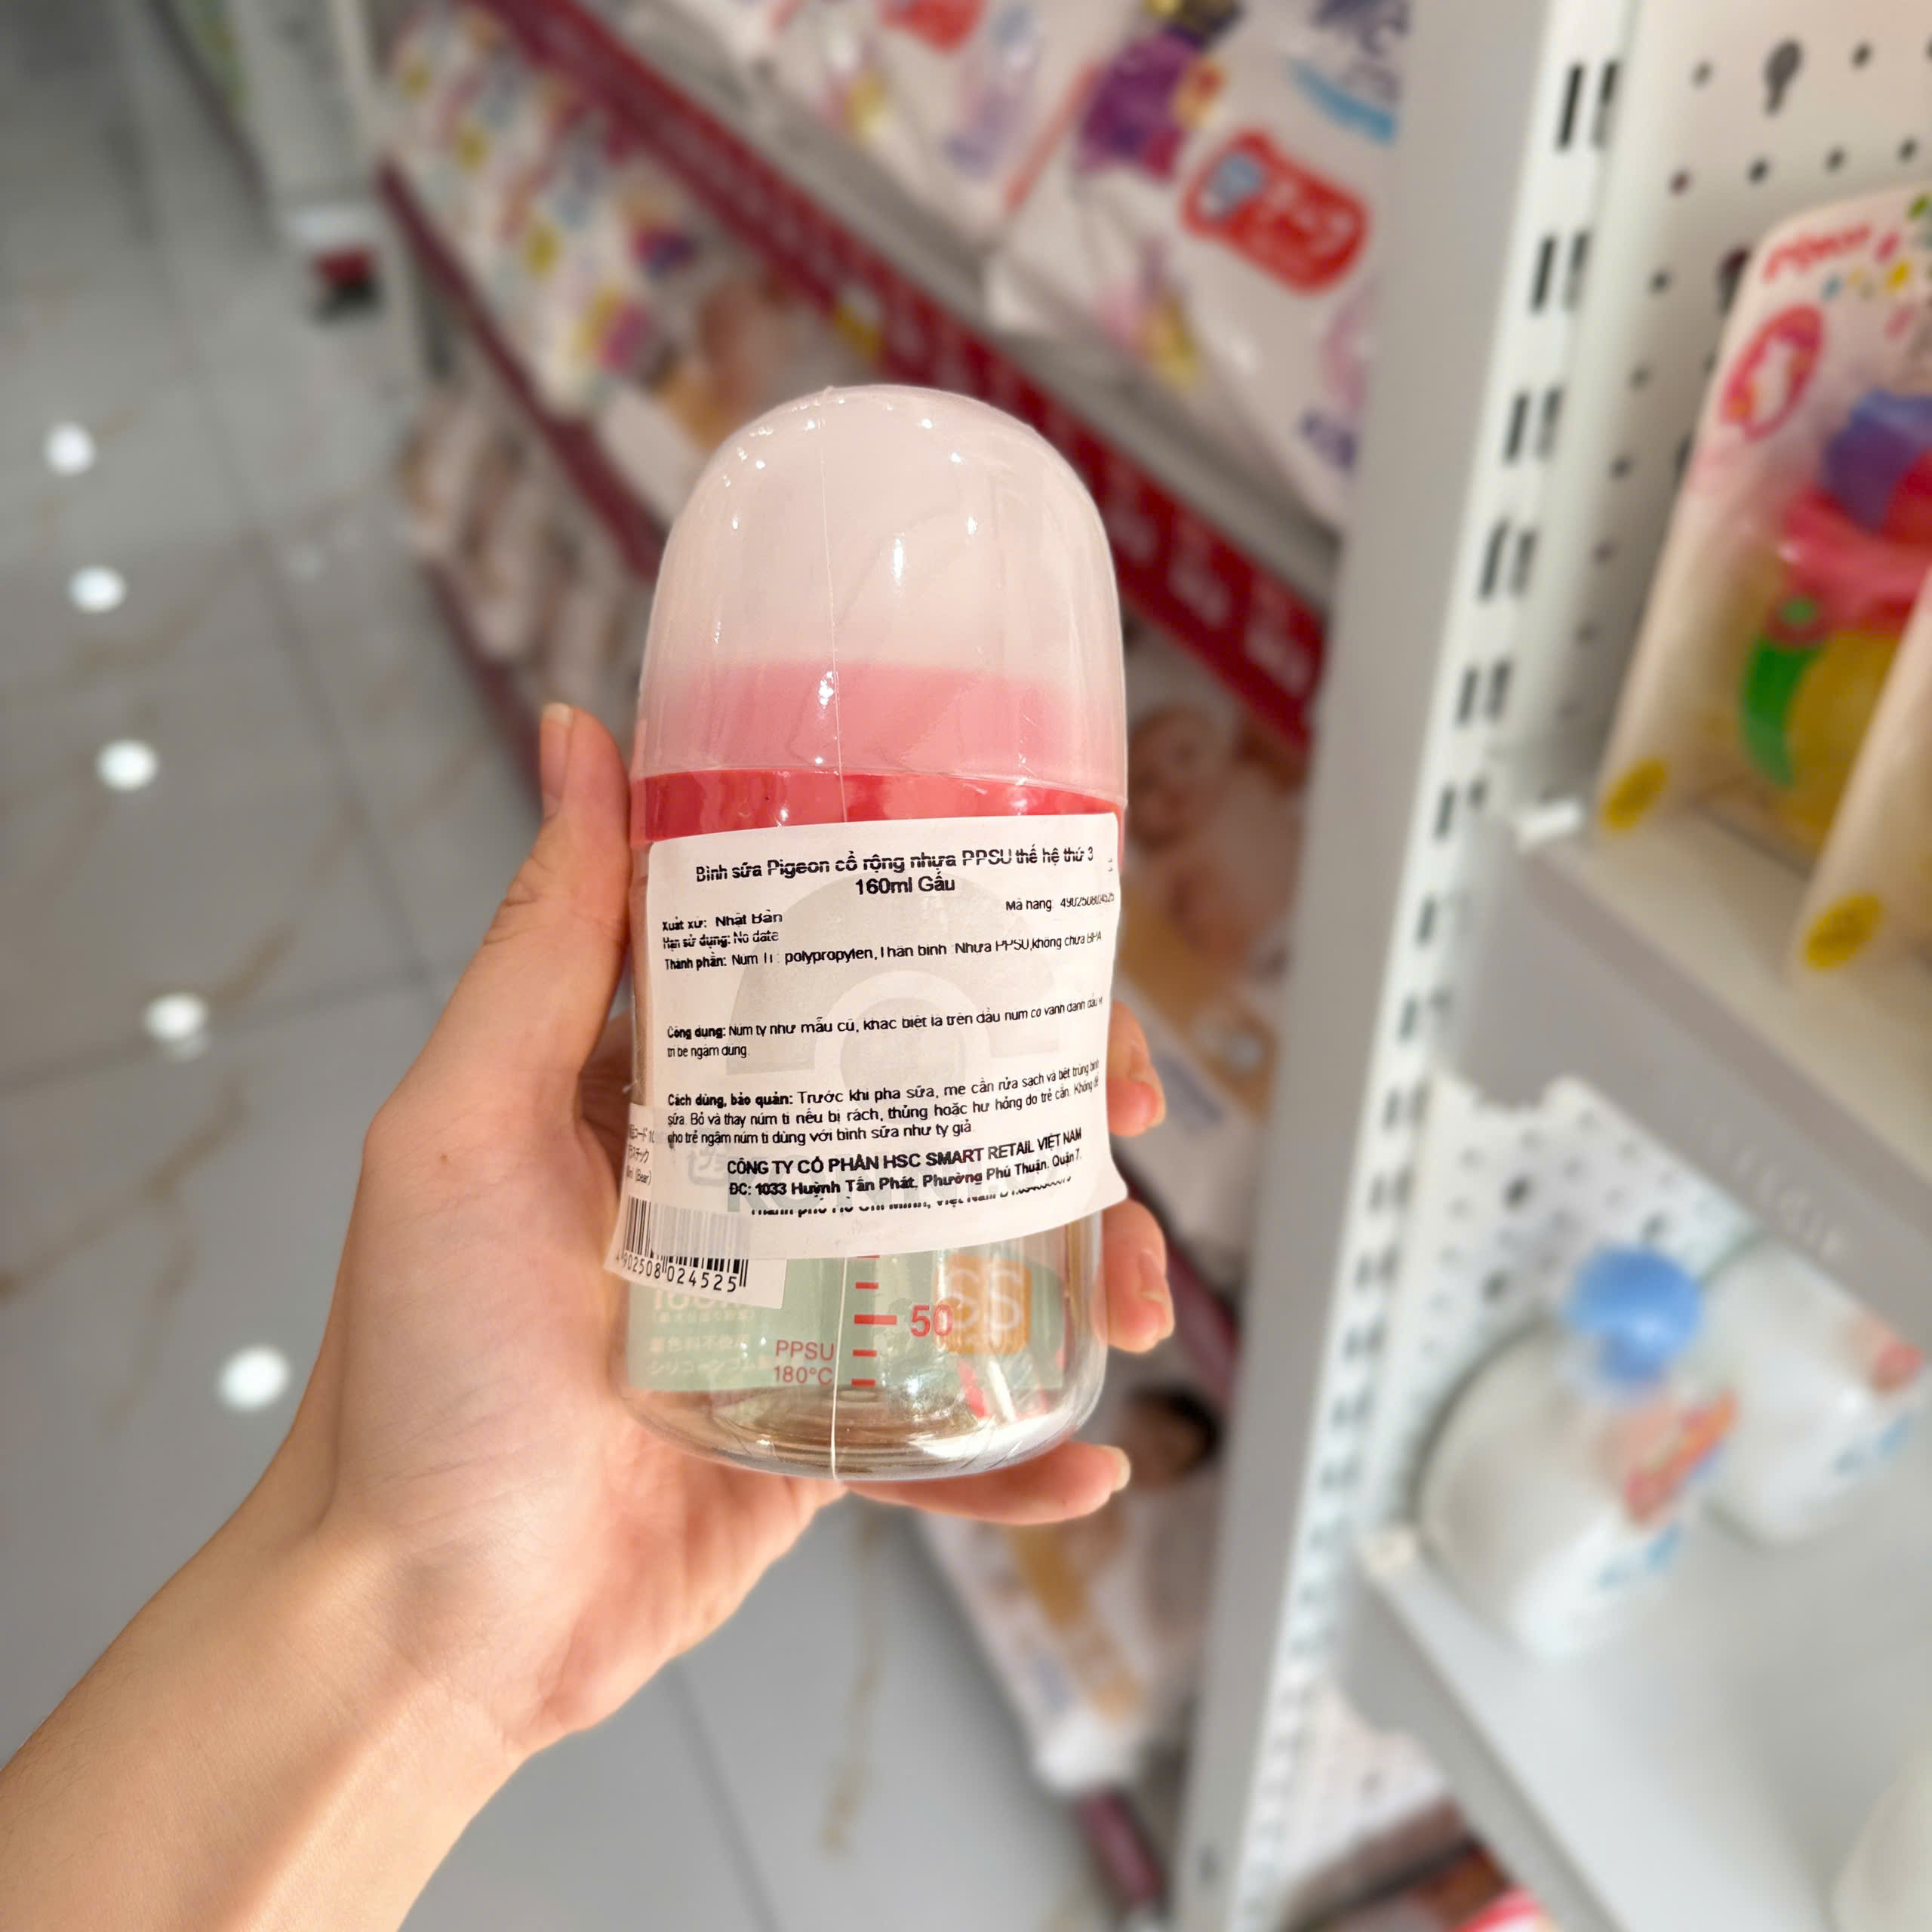 Bình sữa Pigeon cổ rộng nhựa PPSU thế hệ thứ 3
160ml Gấu
Mã hàng 4902508024525
Xuất xứ: Nhật Bản
Hạn sử dụng: No date
Thành phần: Núm Ti : polypropylen, Thân bình : Nhựa PPSU,không chứa BPA
Công dụng: Núm ty như mẫu cũ, khác biệt là trên đầu núm có vành đánh dấu vị
trí bé ngậm đúng
Cách dùng, bảo quản: Trước khi pha sữa, mẹ cần rửa sạch và tiệt trùng bình
sữa. Bỏ và thay núm ti nếu bị rách, thủng hoặc hư hỏng do trẻ cắn. Không để
cho trẻ ngậm núm ti dùng với bình sữa như ty giả
CÔNG TY CỔ PHẦN HSC SMART RETAIL VIỆT NAM
ĐC: 1033 Huỳnh Tấn Phát, Phường Phú Thuận, Quận 7,
Thành phố Hồ Chí Minh, Việt Nam
(Bear)
4902508024525
50
SS
PPSU
180°C
Pigeon